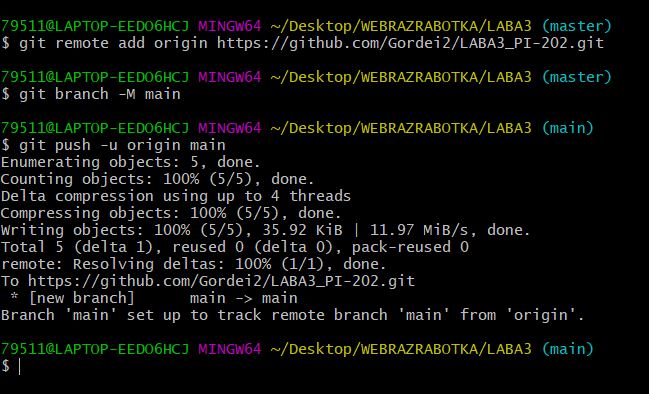 79511@LAPTOP-EEDO6HCJ MINGW64 ~/Desktop/WEBRAZRABOTKA/LABA3 (master)
$ git remote add origin https://github.com/Gordei2/LABA3_PI-202.git
79511@LAPTOP-EEDO6HCJ MINGW64 ~/Desktop/WEBRAZRABOTKA/LABA3 (master)
$ git branch -M main
79511@LAPTOP-EEDO6HCJ MINGW64 ~/Desktop/WEBRAZRABOTKA/LABA3 (main)
$ git push -u origin main
Enumerating objects: 5, done.
Counting objects: 100% (5/5), done.
Delta compression using up to 4 threads
Compressing objects: 100% (5/5), done.
Writing objects: 100% (5/5), 35.92 KiB | 11.97 MiB/s, done.
Total 5 (delta 1), reused 0 (delta 0), pack-reused 0
remote: Resolving deltas: 100% (1/1), done.
To https://github.com/Gordei2/LABA3_PI-202.git
 * [new branch]      main -> main
Branch 'main' set up to track remote branch 'main' from 'origin'.
79511@LAPTOP-EEDO6HCJ MINGW64 ~/Desktop/WEBRAZRABOTKA/LABA3 (main)
$